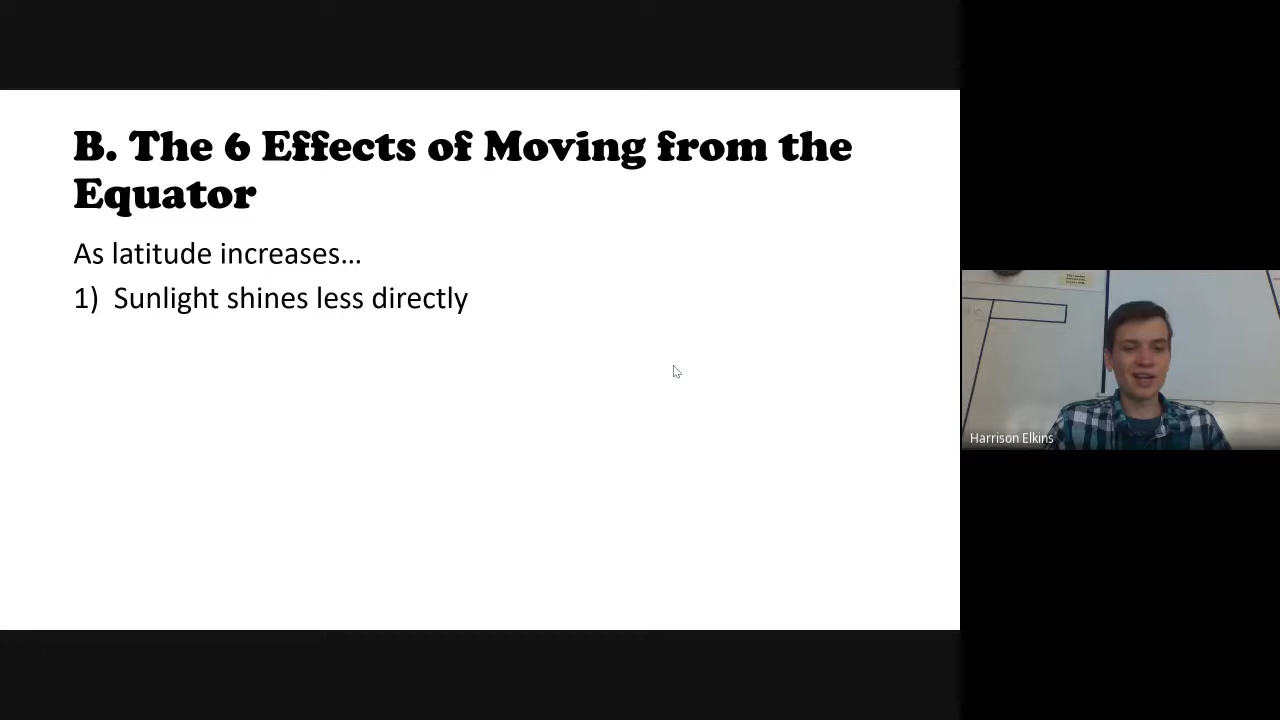 B. The 6 Effects of Moving from the
Equator
As latitude increases…
1) Sunlight shines less directly
Harrison Elkins